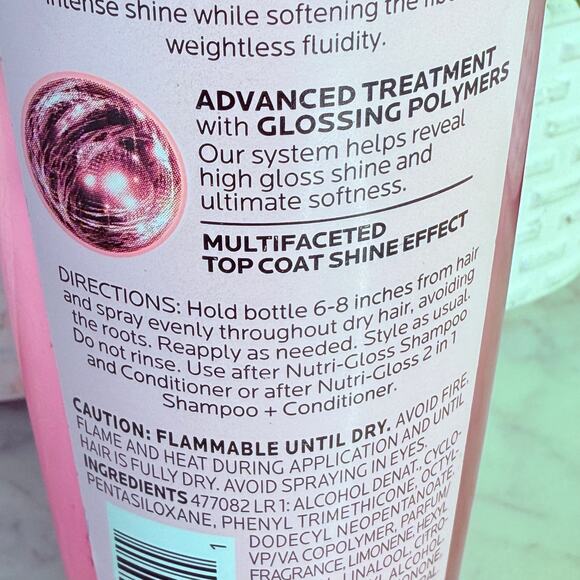 intense shine while softening the
weightless fluidity.
ADVANCED TREATMENT
with GLOSSING POLYMERS
Our system helps reveal
high gloss shine and
ultimate softness.
MULTIFACETED
TOP COAT SHINE EFFECT
DIRECTIONS: Hold bottle 6-8 inches from hair
and spray evenly throughout dry hair, avoiding
the roots. Reapply as needed. Style as usual.
Do not rinse. Use after Nutri-Gloss Shampoo
and Conditioner or after Nutri-Gloss 2 in 1
Shampoo + Conditioner.
CAUTION: FLAMMABLE UNTIL DRY. AVOID FIRE,
FLAME AND HEAT DURING APPLICATION AND UNTIL
HAIR IS FULLY DRY. AVOID SPRAYING IN EYES.
INGREDIENTS 477082 LR 1: ALCOHOL DENAT., CYCLO-
PENTASILOXANE, PHENYL TRIMETHICONE, OCTYL-
DODECYL NEOPENTANOATE,
VP/VA COPOLYMER, PARFUM/
FRAGRANCE, LIMONENE, HEXYL
LINALOOL, CITRO-
ALCOHOL
1